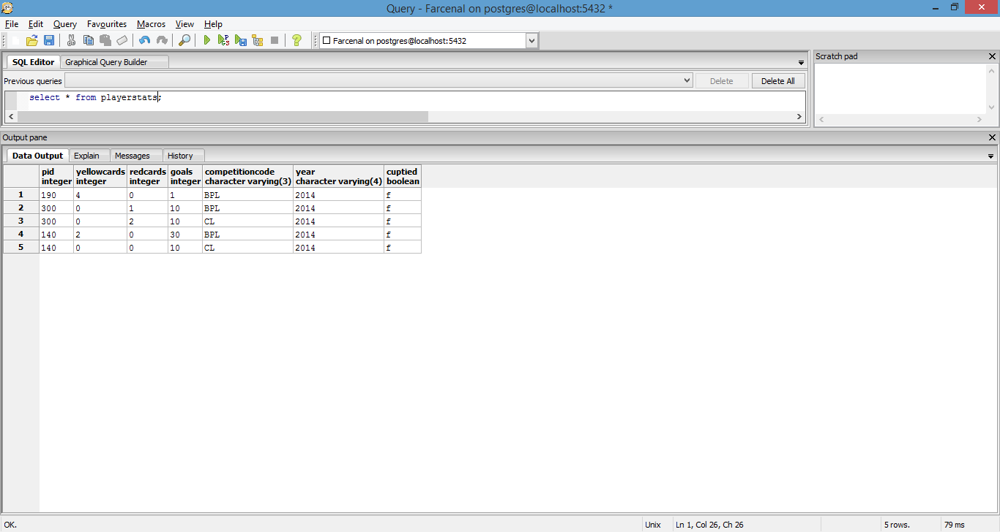 Query - Farcenal on postgres@localhost:5432 *
File Edit Query Favourites Macros View Help
Farcenal on postgres@localhost:5432
SQL Editor Graphical Query Builder
Scratch pad
Previous queries Delete Delete All
select * from playerstats;
Output pane
Data Output Explain Messages History
pid yellowcards redcards goals competitioncode year cuptied
integer integer integer integer character varying(3) character varying(4) boolean
1 190 4 0 1 BPL 2014 f
2 300 0 1 10 BPL 2014 f
3 300 0 2 10 CL 2014 f
4 140 2 0 30 BPL 2014 f
5 140 0 0 10 CL 2014 f
OK. Unix Ln 1, Col 26, Ch 26 5 rows. 79 ms